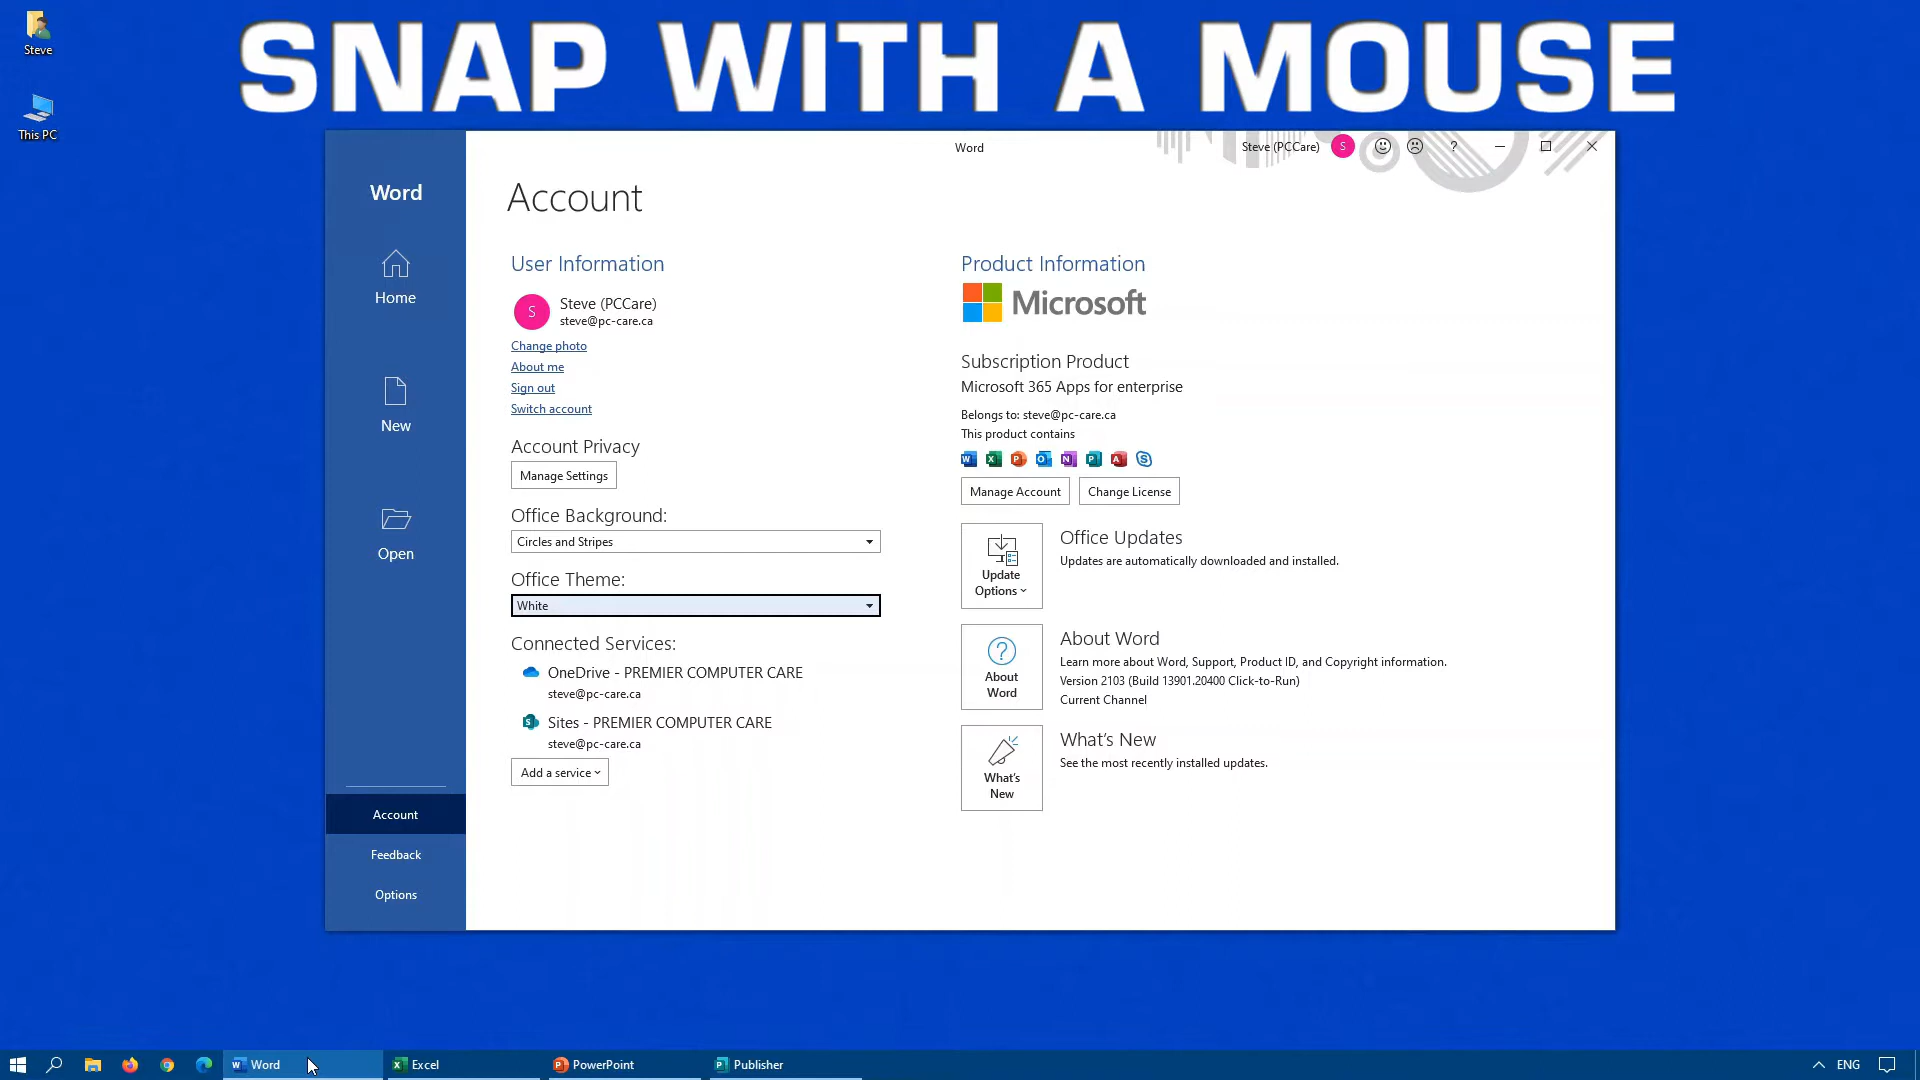 SNAP WITH A MOUSE
Steve
This PC
Word
Steve (PCCare)
S
?
Word
Home
New
Open
Account
Feedback
Options
Account
User Information
S
Steve (PCCare)
steve@pc-care.ca
Change photo
About me
Sign out
Switch account
Account Privacy
Manage Settings
Office Background:
Circles and Stripes
Office Theme:
White
Connected Services:
OneDrive - PREMIER COMPUTER CARE
steve@pc-care.ca
S
Sites - PREMIER COMPUTER CARE
steve@pc-care.ca
Add a service
Product Information
Microsoft
Subscription Product
Microsoft 365 Apps for enterprise
Belongs to: steve@pc-care.ca
This product contains
W X P O N P A S
Manage Account
Change License
Update
Options
Office Updates
Updates are automatically downloaded and installed.
?
About
Word
About Word
Learn more about Word, Support, Product ID, and Copyright information.
Version 2103 (Build 13901.20400 Click-to-Run)
Current Channel
What's
New
What's New
See the most recently installed updates.
W Word
X Excel
P PowerPoint
P Publisher
ENG